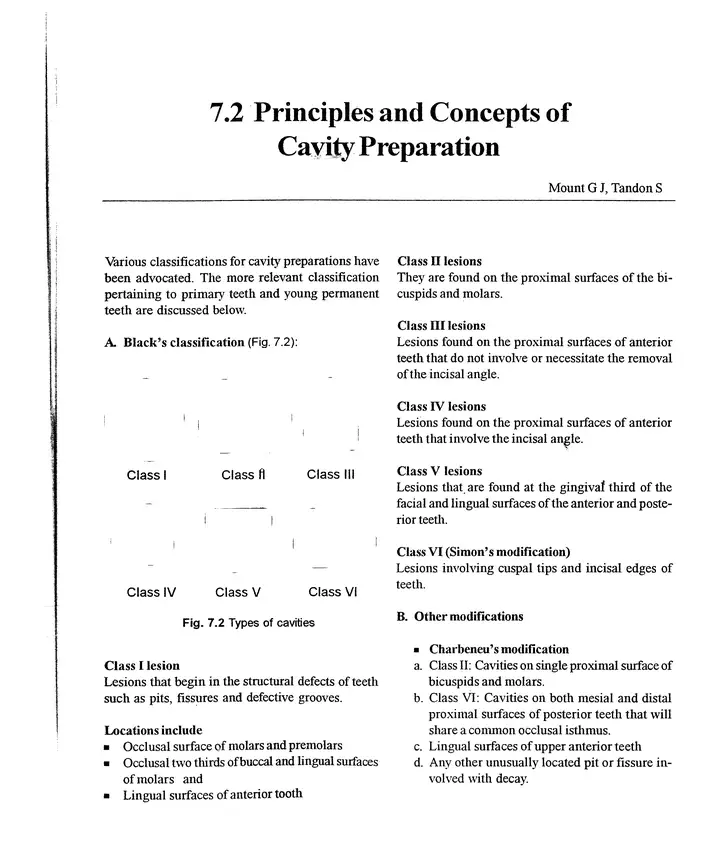 7.2 Principles and Concepts of
Cavity Preparation
Mount G J, Tandon S
Various classifications for cavity preparations have
been advocated. The more relevant classification
pertaining to primary teeth and young permanent
teeth are discussed below.
A. Black's classification (Fig. 7.2):
Class I Class II Class III
Class IV Class V Class VI
Fig. 7.2 Types of cavities
Class I lesion
Lesions that begin in the structural defects of teeth
such as pits, fissures and defective grooves.
Locations include
▪ Occlusal surface of molars and premolars
▪ Occlusal two thirds of buccal and lingual surfaces
of molars and
▪ Lingual surfaces of anterior tooth
Class II lesions
They are found on the proximal surfaces of the bi-
cuspids and molars.
Class III lesions
Lesions found on the proximal surfaces of anterior
teeth that do not involve or necessitate the removal
of the incisal angle.
Class IV lesions
Lesions found on the proximal surfaces of anterior
teeth that involve the incisal angle.
Class V lesions
Lesions that are found at the gingival third of the
facial and lingual surfaces of the anterior and poste-
rior teeth.
Class VI (Simon's modification)
Lesions involving cuspal tips and incisal edges of
teeth.
B. Other modifications
▪ Charbeneu's modification
a. Class II: Cavities on single proximal surface of
bicuspids and molars.
b. Class VI: Cavities on both mesial and distal
proximal surfaces of posterior teeth that will
share a common occlusal isthmus.
c. Lingual surfaces of upper anterior teeth
d. Any other unusually located pit or fissure in-
volved with decay.